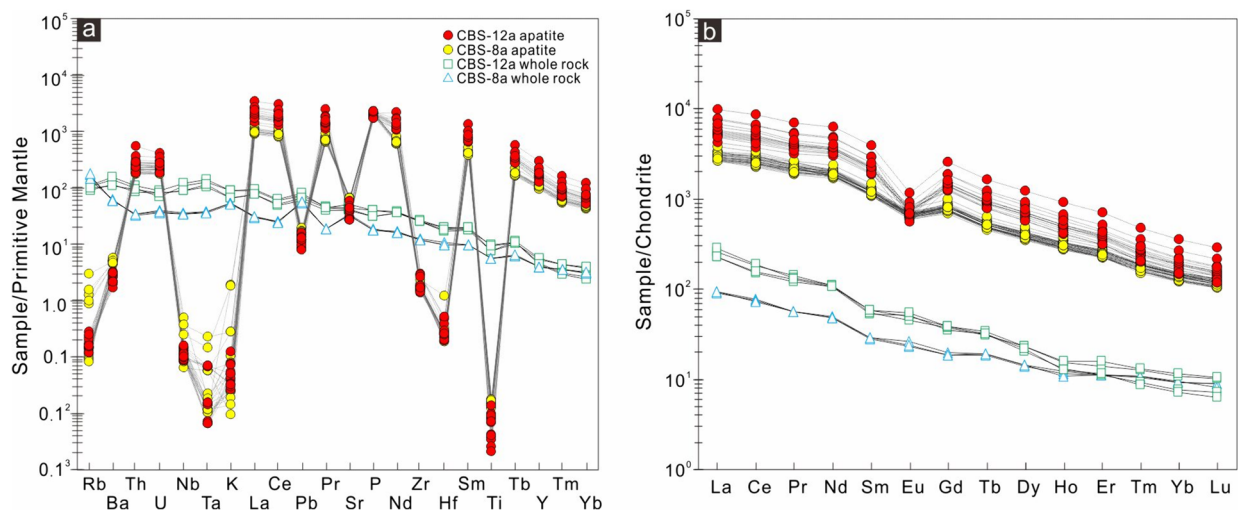 a
10^5
10^4
10^3
10^2
10^1
1.0
0.1
0.1^2
0.1^3
Sample/Primitive Mantle
CBS-12a apatite
CBS-8a apatite
CBS-12a whole rock
CBS-8a whole rock
Rb Th Nb K Ce Pr P Zr Sm Tb Tm
Ba U Ta La Pb Sr Nd Hf Ti Y Yb
b
10^5
10^4
10^3
10^2
10^1
10^0
Sample/Chondrite
La Ce Pr Nd Sm Eu Gd Tb Dy Ho Er Tm Yb Lu